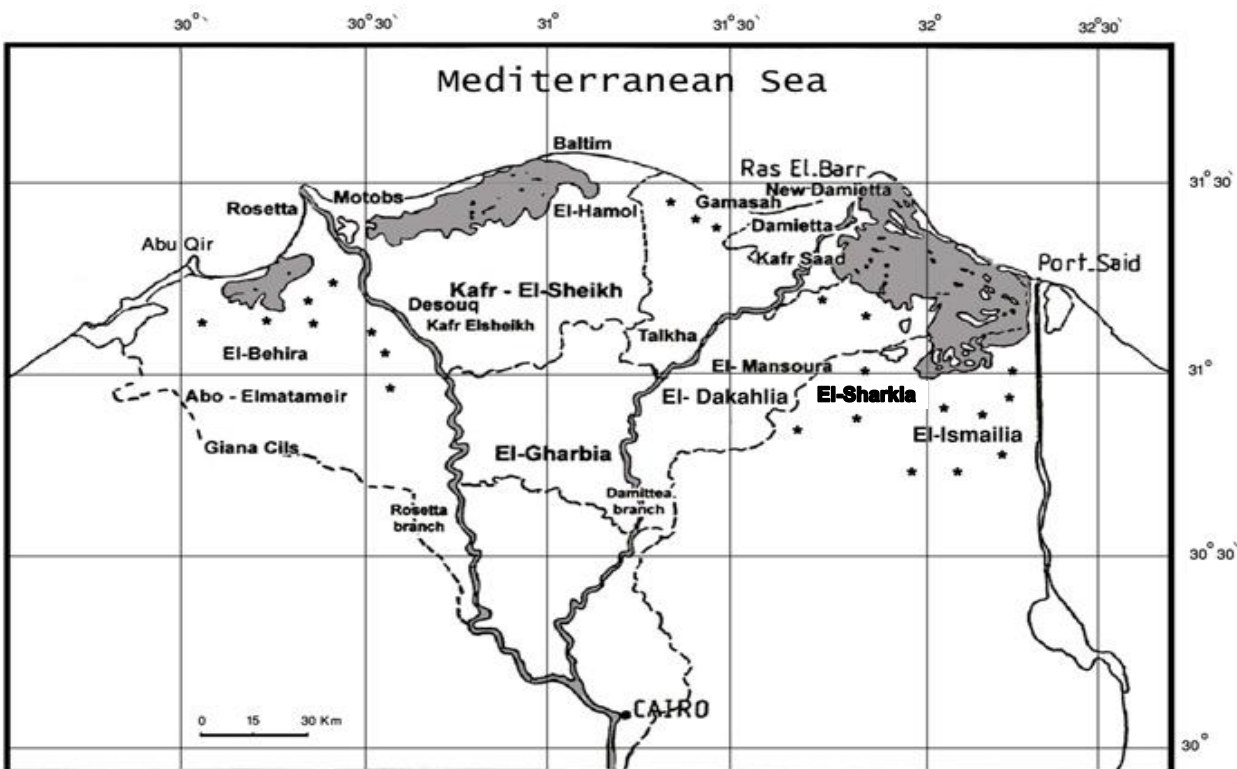 30°
30° 30'
31°
31° 30'
32°
32° 30'
Mediterranean Sea
Baltim
Ras El.Barr
31° 30'
Motobs
New Damietta
Rosetta
Gamasah
El-Hamol
Damietta
Abu Qir
Kafr Saad
Port Said
Kafr - El-Sheikh
Desouq
Kafr Elsheikh
Talkha
El-Behira
El- Mansoura
31°
Abo - Elmatameir
El- Dakahlia
El-Sharkia
El-Ismailia
Giana Cils
El-Gharbia
Damittea
branch
Rosetta
branch
30° 30'
CAIRO
0 15 30 Km
30°